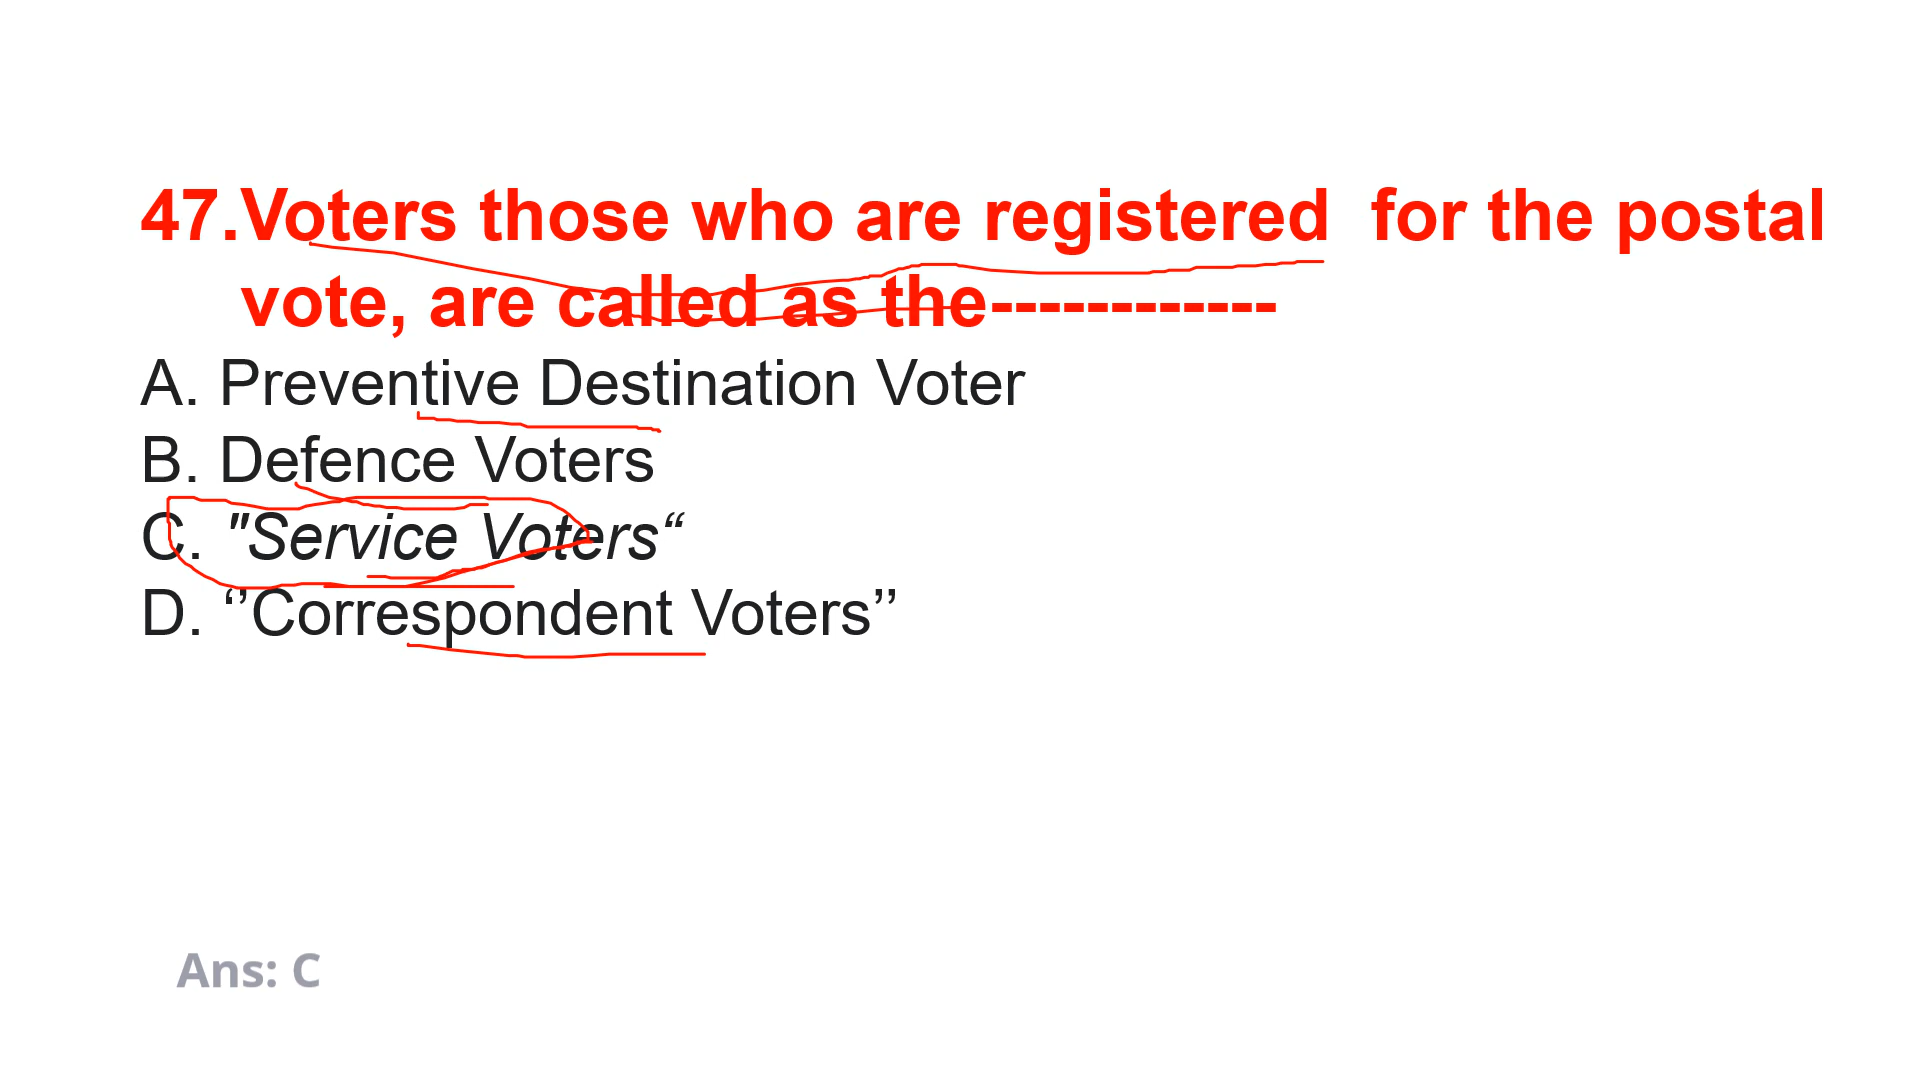 47.Voters those who are registered  for the postal
vote, are called as the------------
A. Preventive Destination Voter
B. Defence Voters
C. "Service Voters“
D. ‘’Correspondent Voters’’
Ans: C